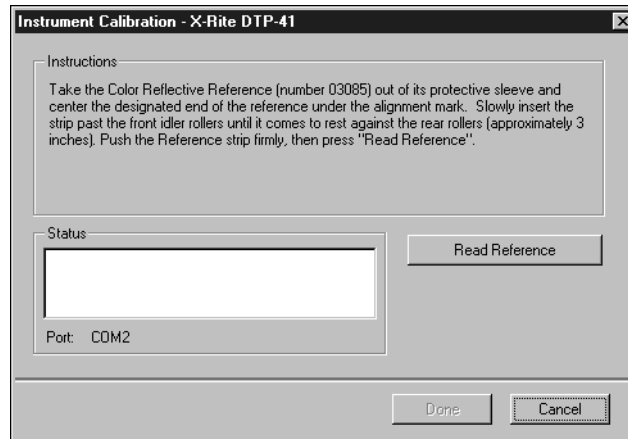 Instrument Calibration - X-Rite DTP-41
Instructions
Take the Color Reflective Reference (number 03085) out of its protective sleeve and
center the designated end of the reference under the alignment mark.  Slowly insert the
strip past the front idler rollers until it comes to rest against the rear rollers (approximately 3
inches). Push the Reference strip firmly, then press "Read Reference".
Status
Read Reference
Port: COM2
Done
Cancel